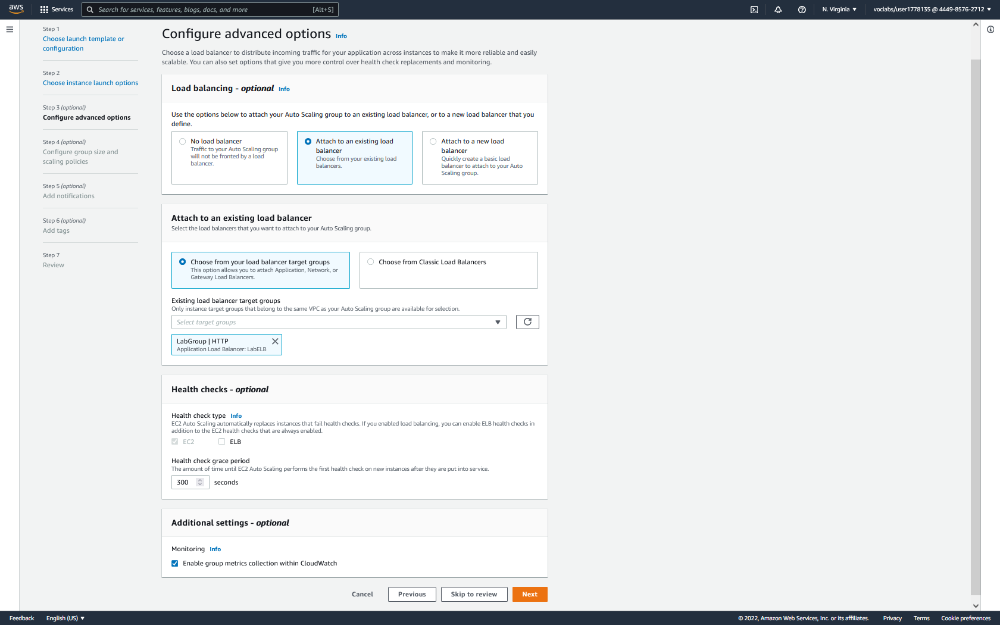 aws
Services
Search for services, features, blogs, docs, and more
[Alt+S]
N. Virginia ▼
voclabs/user1778135 @ 4449-8576-2712 ▼
Step 1
Choose launch template or
configuration
Step 2
Choose instance launch options
Step 3 (optional)
Configure advanced options
Step 4 (optional)
Configure group size and
scaling policies
Step 5 (optional)
Add notifications
Step 6 (optional)
Add tags
Step 7
Review
Configure advanced options Info
Choose a load balancer to distribute incoming traffic for your application across instances to make it more reliable and easily
scalable. You can also set options that give you more control over health check replacements and monitoring.
Load balancing - optional Info
Use the options below to attach your Auto Scaling group to an existing load balancer, or to a new load balancer that you
define.
No load balancer
Traffic to your Auto Scaling group
will not be fronted by a load
balancer.
Attach to an existing load
balancer
Choose from your existing load
balancers.
Attach to a new load
balancer
Quickly create a basic load
balancer to attach to your Auto
Scaling group.
Attach to an existing load balancer
Select the load balancers that you want to attach to your Auto Scaling group.
Choose from your load balancer target groups
This option allows you to attach Application, Network, or
Gateway Load Balancers.
Choose from Classic Load Balancers
Existing load balancer target groups
Only instance target groups that belong to the same VPC as your Auto Scaling group are available for selection.
Select target groups
LabGroup | HTTP
Application Load Balancer: LabELB
Health checks - optional
Health check type Info
EC2 Auto Scaling automatically replaces instances that fail health checks. If you enabled load balancing, you can enable ELB health checks in
addition to the EC2 health checks that are always enabled.
EC2
ELB
Health check grace period
The amount of time until EC2 Auto Scaling performs the first health check on new instances after they are put into service.
300 seconds
Additional settings - optional
Monitoring Info
Enable group metrics collection within CloudWatch
Cancel
Previous
Skip to review
Next
Feedback
English (US) ▼
© 2022, Amazon Web Services, Inc. or its affiliates.
Privacy
Terms
Cookie preferences